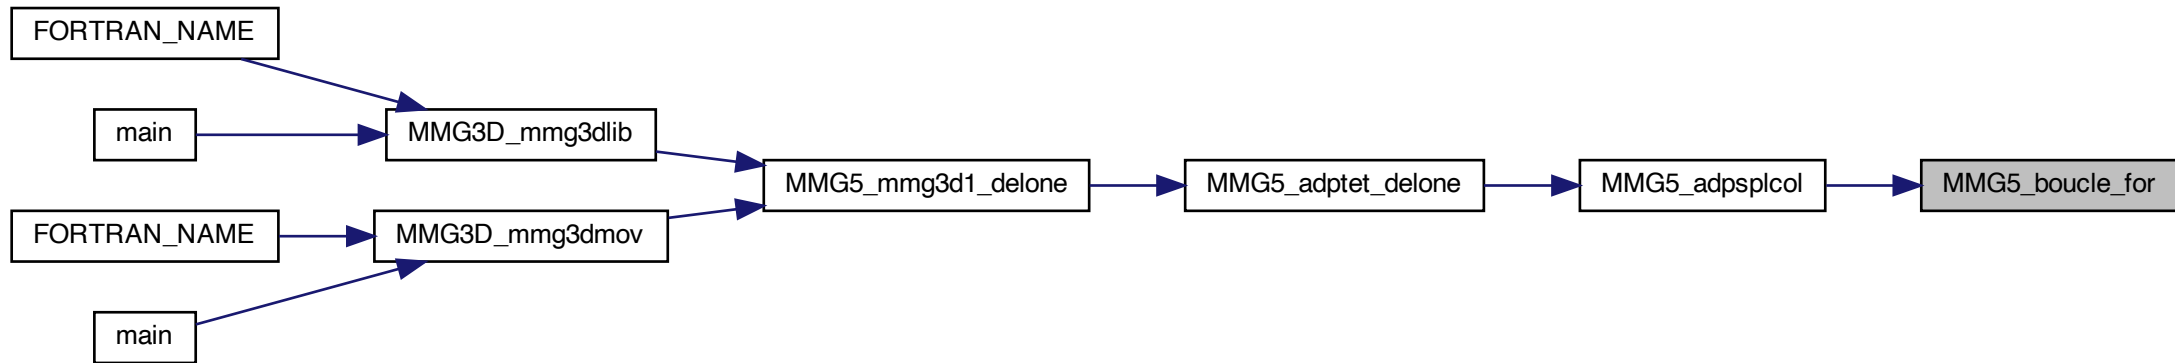 FORTRAN_NAME
main
MMG3D_mmg3dlib
MMG5_mmg3d1_delone
MMG5_adptet_delone
MMG5_adpsplcol
MMG5_boucle_for
FORTRAN_NAME
MMG3D_mmg3dmov
main